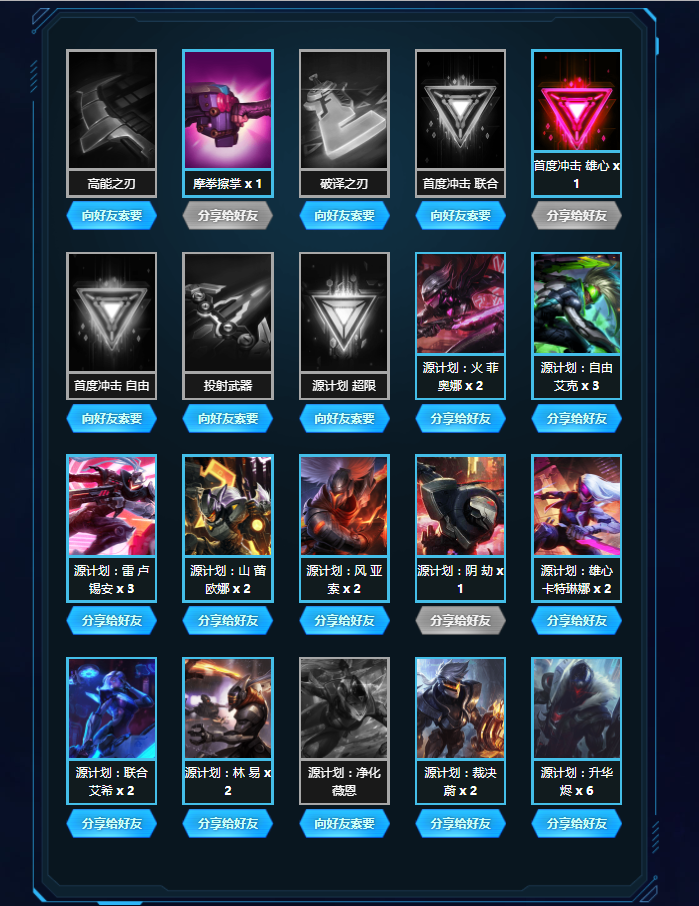 高能之刃
摩拳擦掌 x 1
破译之刃
首度冲击 联合
首度冲击 雄心 x
1
向好友索要
分享给好友
向好友索要
向好友索要
分享给好友
首度冲击 自由
投射武器
源计划 超限
源计划：火 菲
奥娜 x 2
源计划：自由
艾克 x 3
向好友索要
向好友索要
向好友索要
分享给好友
分享给好友
源计划：雷 卢
锡安 x 3
源计划：山 茵
欧娜 x 2
源计划：风 亚
索 x 2
源计划：阴 劫 x
1
源计划：雄心
卡特琳娜 x 2
分享给好友
分享给好友
分享给好友
分享给好友
分享给好友
源计划：联合
艾希 x 2
源计划：林 易 x
2
源计划：净化
薇恩
源计划：裁决
蔚 x 2
源计划：升华
烬 x 6
分享给好友
分享给好友
向好友索要
分享给好友
分享给好友